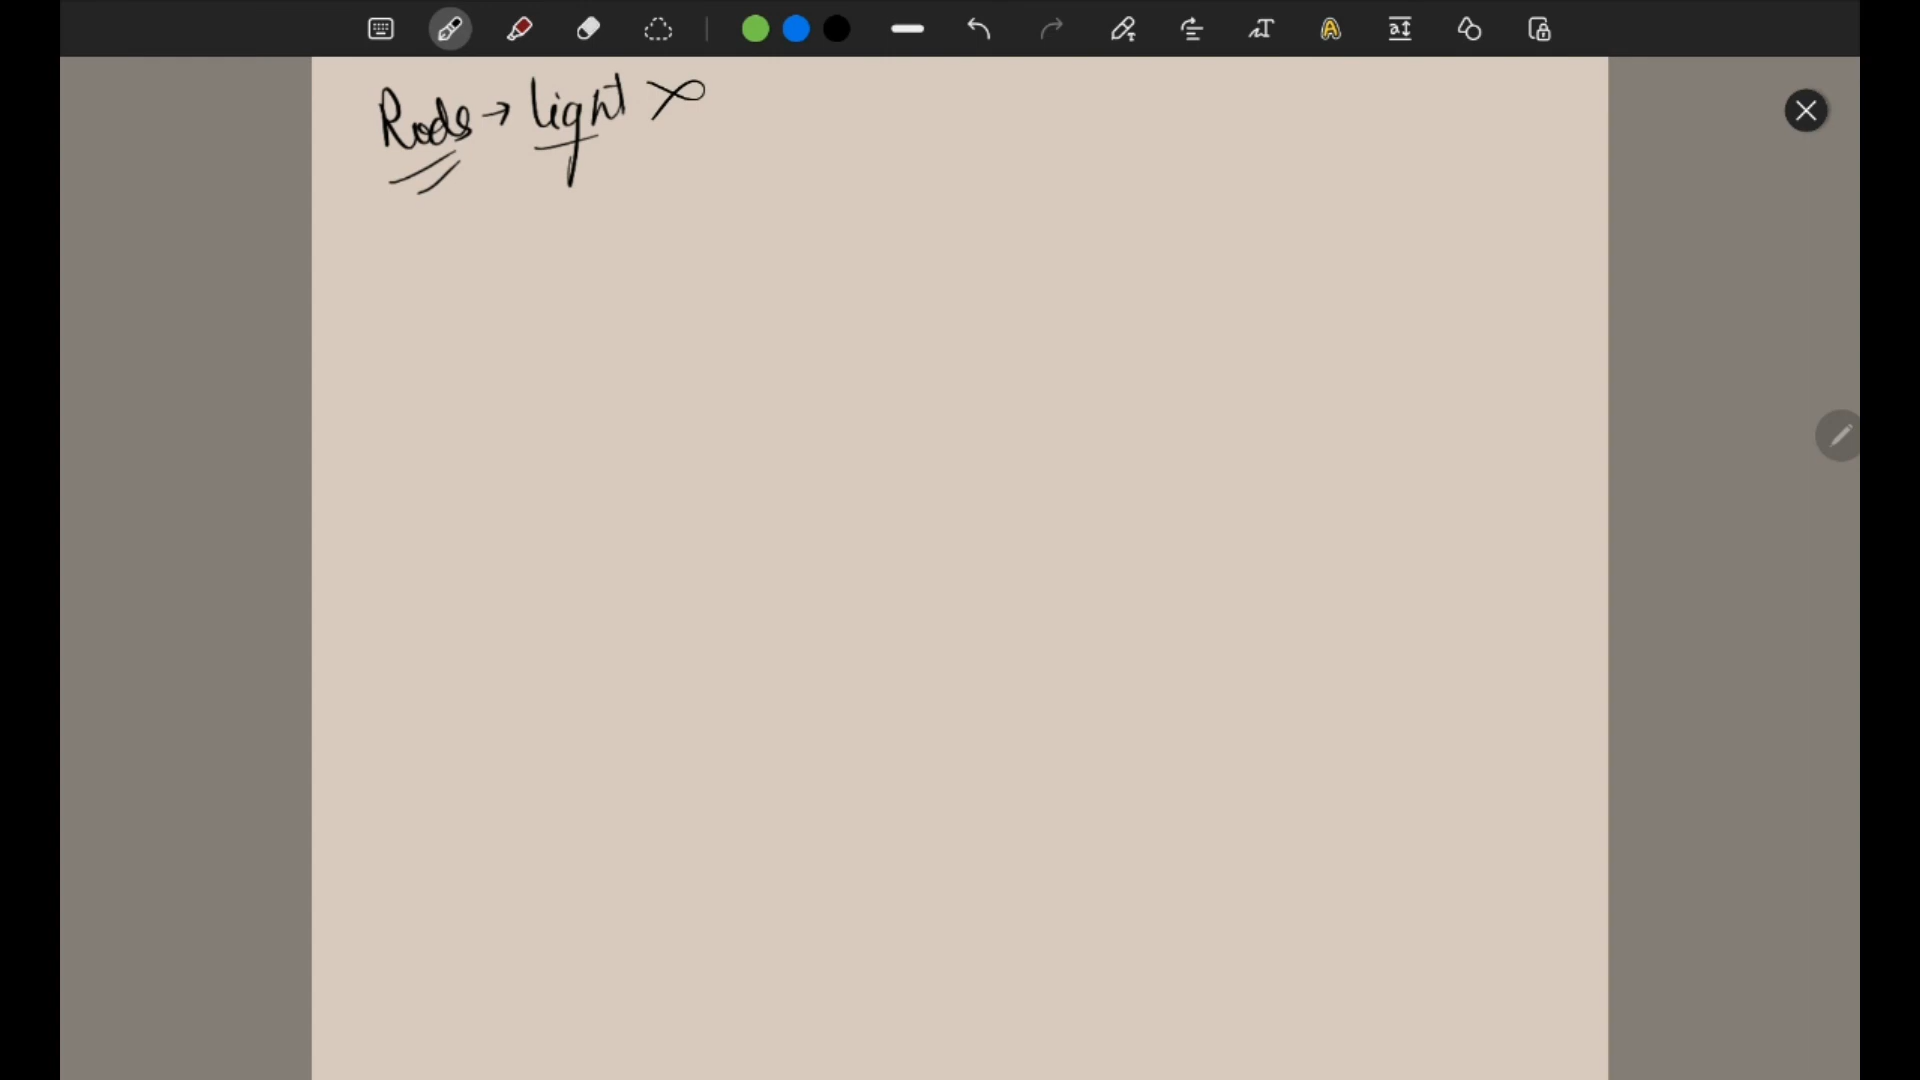 Rods → light ×